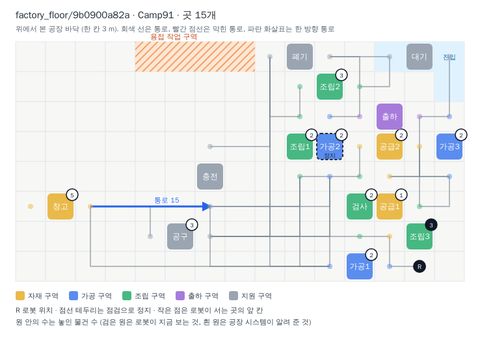 factory_floor/9b0900a82a · Camp91 · 곳 15개
위에서 본 공장 바닥 (한 칸 3 m). 회색 선은 통로, 빨간 점선은 막힌 통로, 파란 화살표는 한 방향 통로
용접 작업 구역
폐기
대기
조립2
3
출하
조립1
2
가공2
2
공급2
2
가공3
2
충전
통로 15
창고
5
검사
2
공급1
1
공구
3
조립3
3
가공1
2
R
자재 구역
가공 구역
조립 구역
출하 구역
지원 구역
R 로봇 위치 · 점선 테두리는 점검으로 정지 · 작은 점은 로봇이 서는 곳의 앞 칸
원 안의 수는 놓인 물건 수 (검은 원은 로봇이 지금 보는 것, 흰 원은 공장 시스템이 알려 준 것)